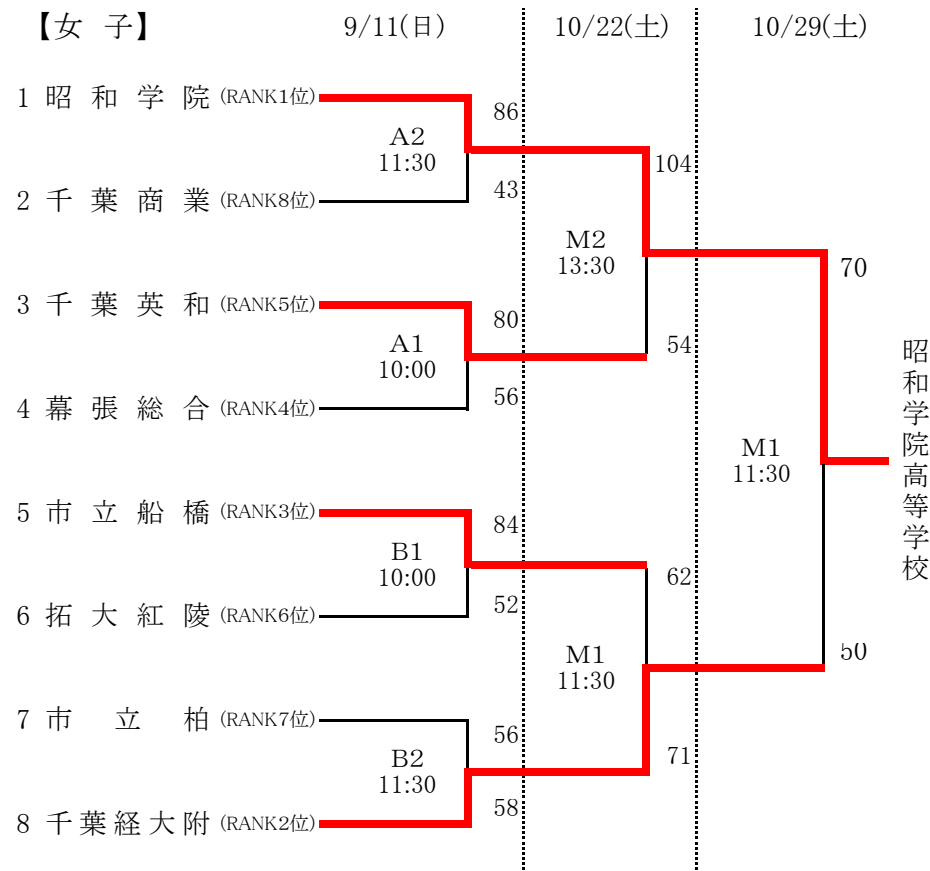 【女 子】 9/11(日) 10/22(土) 10/29(土)
1 昭和学院 (RANK1位)
86
A2
11:30
104
43
2 千葉商業 (RANK8位)
M2
13:30
70
3 千葉英和 (RANK5位)
80
A1
10:00
54
56
4 幕張総合 (RANK4位)
昭和学院高等学校
M1
11:30
5 市立船橋 (RANK3位)
84
B1
10:00
62
52
6 拓大紅陵 (RANK6位)
M1
11:30
50
7 市立柏 (RANK7位)
56
B2
11:30
71
58
8 千葉経大附 (RANK2位)